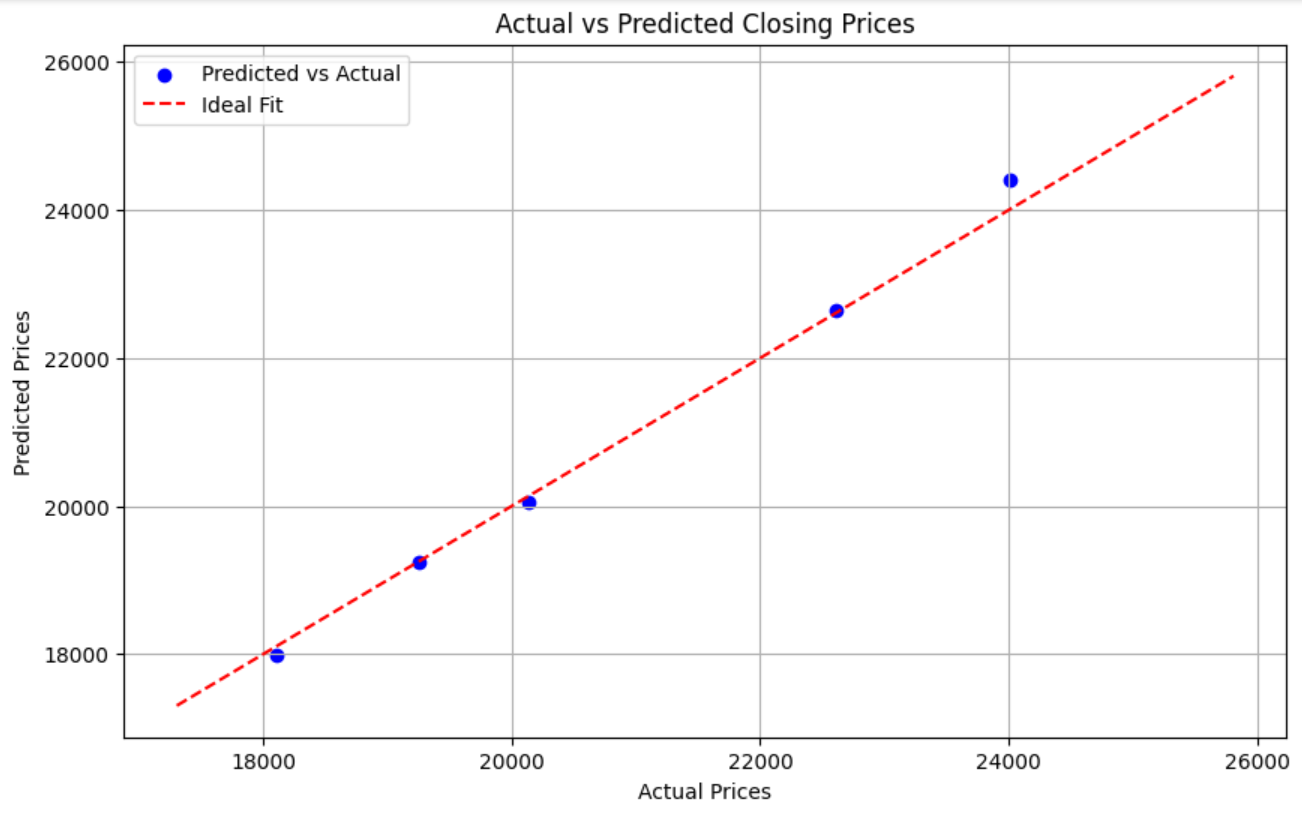 Actual vs Predicted Closing Prices
Predicted vs Actual
Ideal Fit
26000
24000
22000
20000
18000
Predicted Prices
18000
20000
22000
24000
26000
Actual Prices